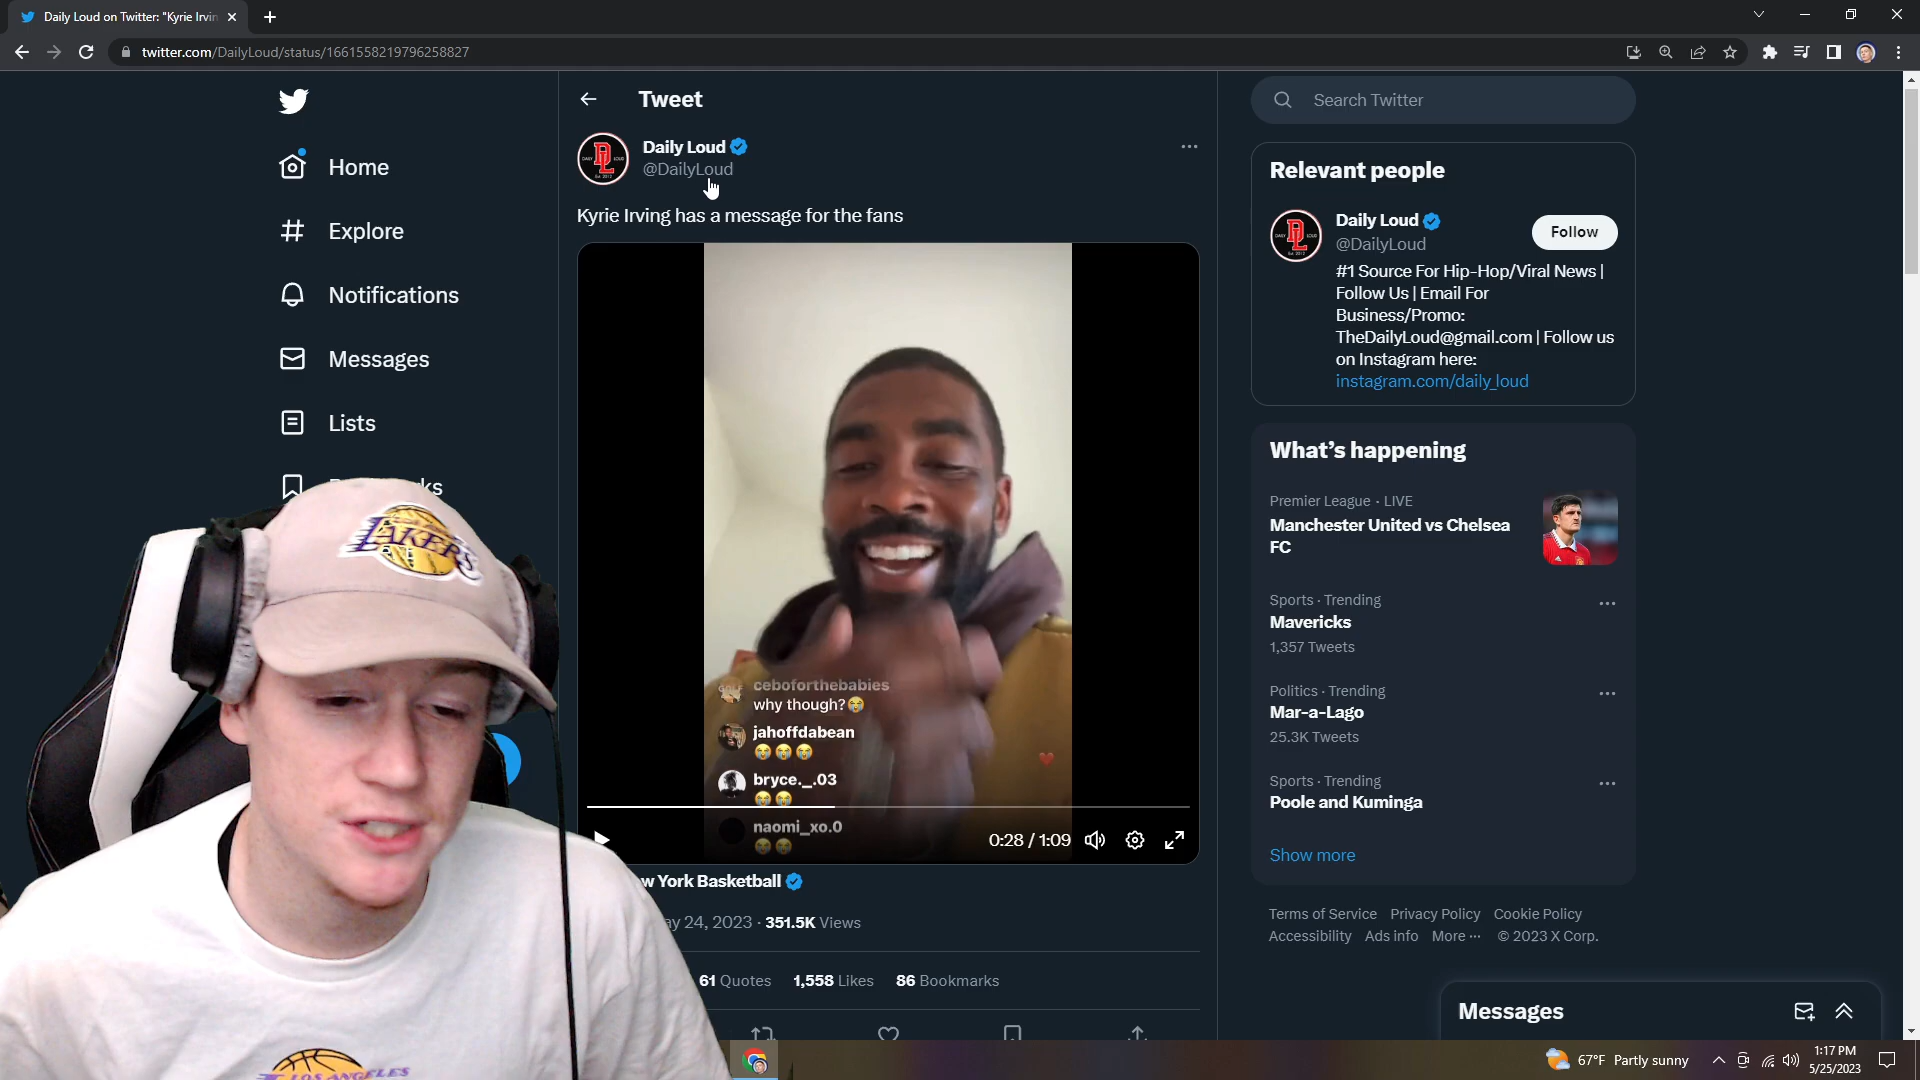 Daily Loud on Twitter: "Kyrie Irvin
twitter.com/DailyLoud/status/1661558219796258827
Home
Explore
Notifications
Messages
Lists
Tweet
Daily Loud
@DailyLoud
Kyrie Irving has a message for the fans
ceboforthebabies
why though?😭
jahoffdabean
😭😭😭
bryce._.03
😭😭
naomi_xo.0
😭😭
0:28 / 1:09
w York Basketball
ay 24, 2023 · 351.5K Views
61 Quotes 1,558 Likes 86 Bookmarks
Search Twitter
Relevant people
Daily Loud
@DailyLoud
Follow
#1 Source For Hip-Hop/Viral News |
Follow Us | Email For
Business/Promo:
TheDailyLoud@gmail.com | Follow us
on Instagram here:
instagram.com/daily_loud
What's happening
Premier League · LIVE
Manchester United vs Chelsea
FC
Sports · Trending
Mavericks
1,357 Tweets
Politics · Trending
Mar-a-Lago
25.3K Tweets
Sports · Trending
Poole and Kuminga
Show more
Terms of Service Privacy Policy Cookie Policy
Accessibility Ads info More ··· © 2023 X Corp.
Messages
LAKERS
LOS ANGELES
67°F Partly sunny
1:17 PM
5/25/2023